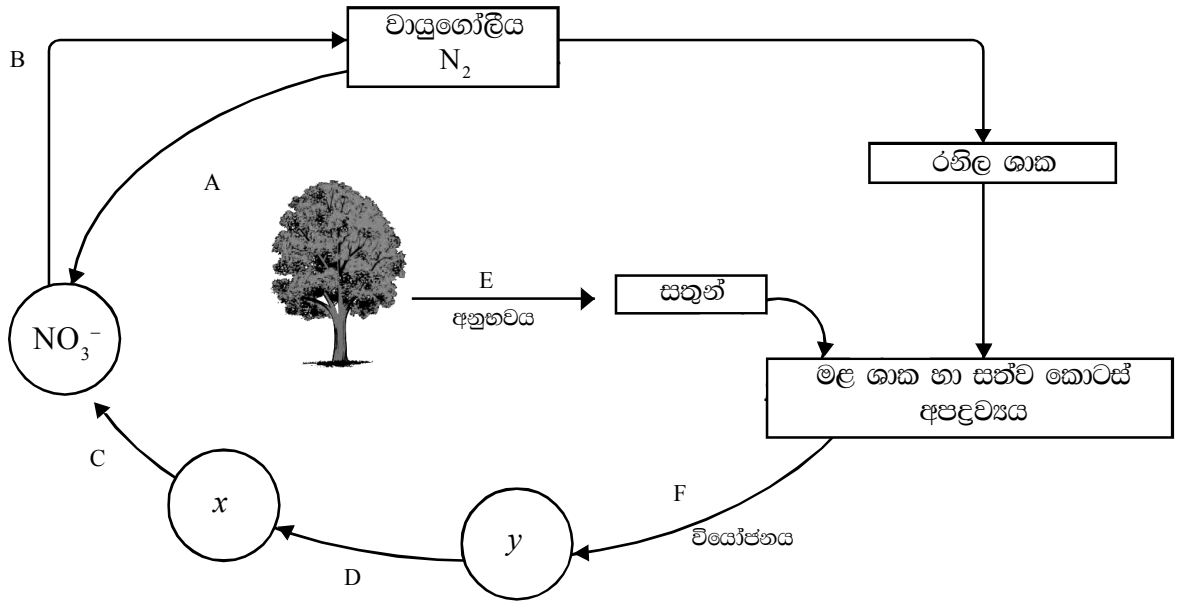 වායුගෝලීය
N₂
B
A
රනිල ශාක
E
අනුභවය
සතුන්
NO₃⁻
මළ ශාක හා සත්ව කොටස්
අපද්‍රව්‍යය
C
x
F
y
වියෝජනය
D